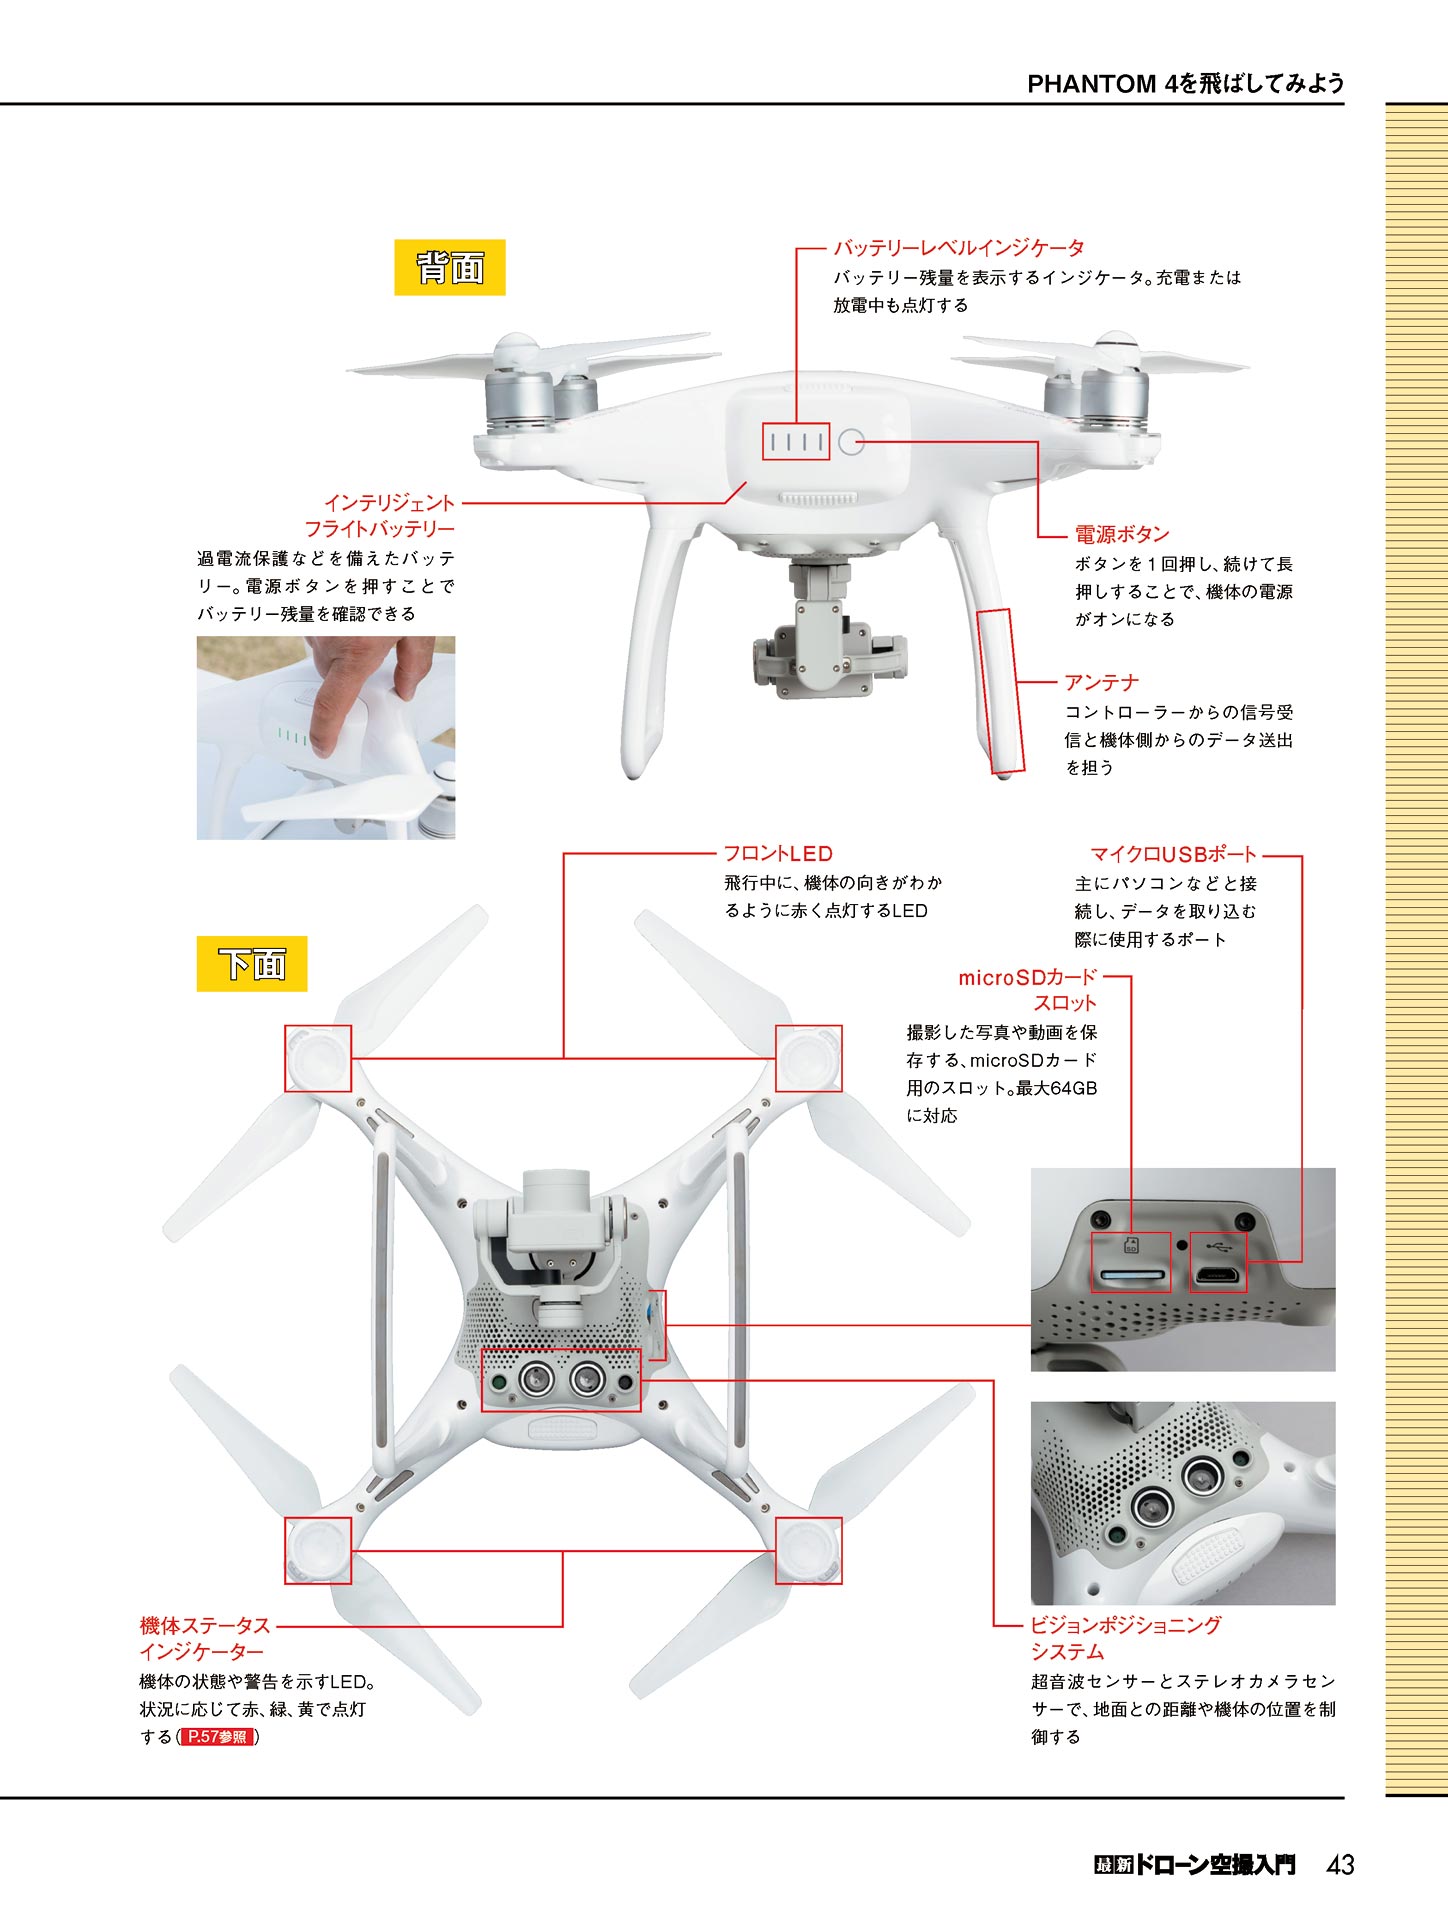 PHANTOM 4を飛ばしてみよう
背面
バッテリーレベルインジケータ
バッテリー残量を表示するインジケータ。充電または
放電中も点灯する
インテリジェント
フライトバッテリー
過電流保護などを備えたバッテ
リー。電源ボタンを押すことで
バッテリー残量を確認できる
電源ボタン
ボタンを1回押し、続けて長
押しすることで、機体の電源
がオンになる
アンテナ
コントローラーからの信号受
信と機体側からのデータ送出
を担う
下面
フロントLED
飛行中に、機体の向きがわか
るように赤く点灯するLED
マイクロUSBポート
主にパソコンなどと接
続し、データを取り込む
際に使用するポート
microSDカード
スロット
撮影した写真や動画を保
存する、microSDカード
用のスロット。最大64GB
に対応
SD
機体ステータス
インジケーター
機体の状態や警告を示すLED。
状況に応じて赤、緑、黄で点灯
する(P.57参照)
ビジョンポジショニング
システム
超音波センサーとステレオカメラセン
サーで、地面との距離や機体の位置を制
御する
最新ドローン空撮入門 43